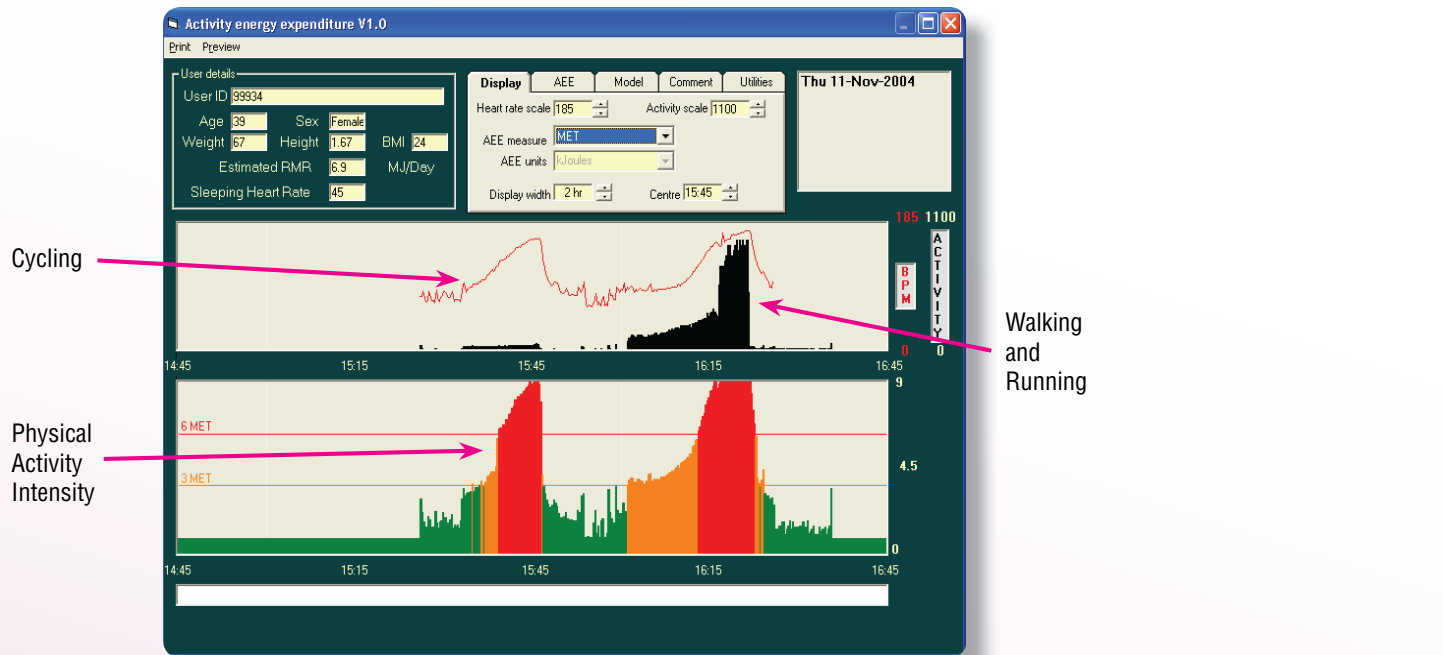 Activity energy expenditure V1.0
Print Preview
User details
User ID 99934
Age 39 Sex Female
Weight 67 Height 1.67 BMI 24
Estimated RMR 6.9 MJ/Day
Sleeping Heart Rate 45
Display AEE Model Comment Utilities
Heart rate scale 185 Activity scale 1100
AEE measure MET
AEE units kJoules
Display width 2 hr Centre 15:45
Thu 11-Nov-2004
185 1100
BPM
ACTIVITY
0 0
14:45 15:15 15:45 16:15 16:45
Cycling
Walking
and
Running
9
6 MET
4.5
3 MET
0
14:45 15:15 15:45 16:15 16:45
Physical
Activity
Intensity